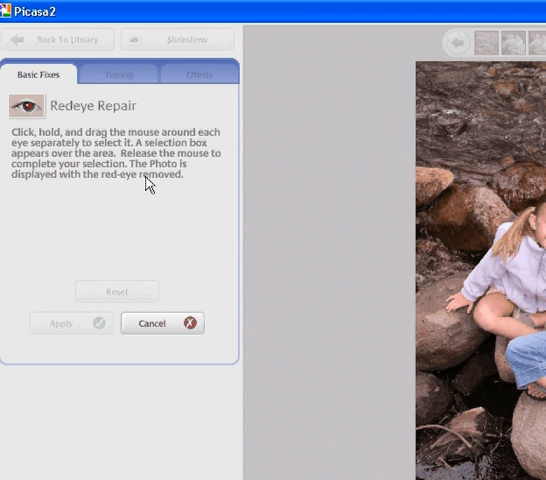 Picasa2
Back To Library
Slideshow
Basic Fixes
Tuning
Effects
Redeye Repair
Click, hold, and drag the mouse around each
eye separately to select it. A selection box
appears over the area. Release the mouse to
complete your selection. The Photo is
displayed with the red-eye removed.
Reset
Apply
Cancel